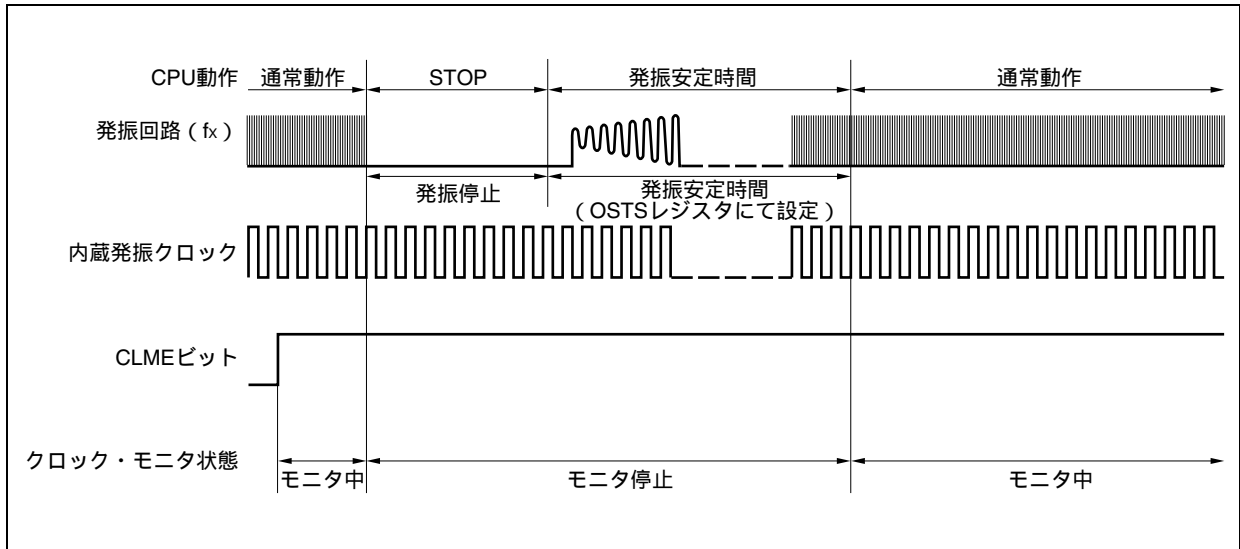 CPU動作 通常動作 STOP 発振安定時間 通常動作
発振回路（fx）
発振停止 発振安定時間
（OSTSレジスタにて設定）
内蔵発振クロック
CLMEビット
クロック・モニタ状態
モニタ中 モニタ停止 モニタ中